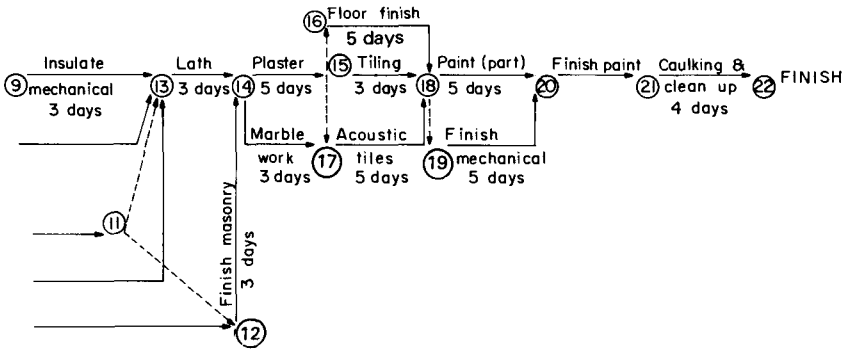 16 Floor finish
5 days
Insulate
Lath
Plaster
15 Tiling
Paint (part)
Finish paint
Caulking &
9
13
14
18
20
21
22 FINISH
mechanical
3 days
3 days
5 days
3 days
5 days
clean up
4 days
Marble
work
3 days
17
Acoustic
tiles
5 days
19
Finish
mechanical
5 days
11
Finish masonry
3 days
12